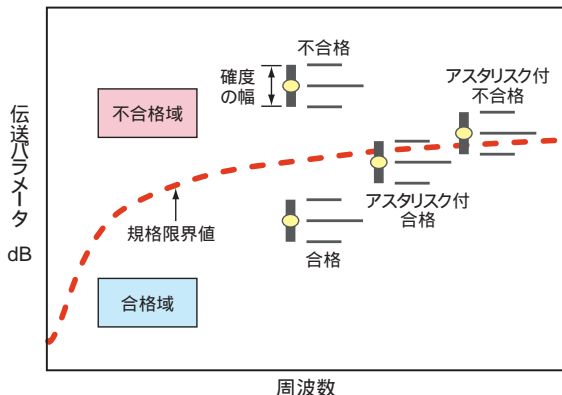 不合格
確度
の幅
アスタリスク付
不合格
不合格域
伝送パラメータ
dB
アスタリスク付
合格
規格限界値
合格
合格域
周波数